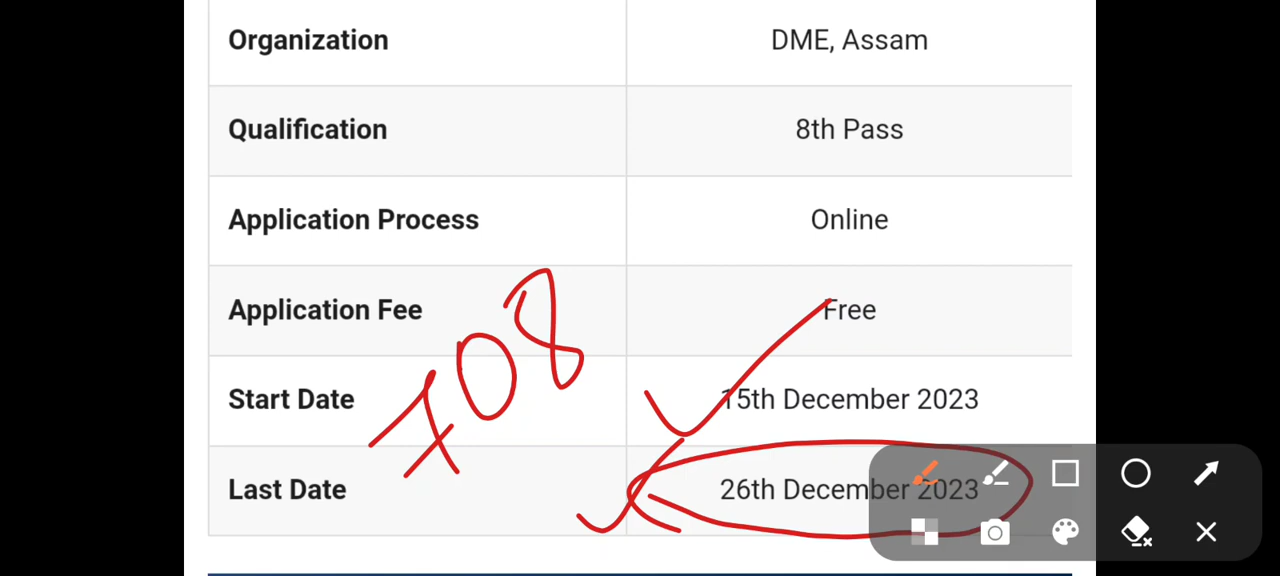 Organization DME, Assam
Qualification 8th Pass
Application Process Online
Application Fee Free
708
Start Date 15th December 2023
Last Date 26th December 2023